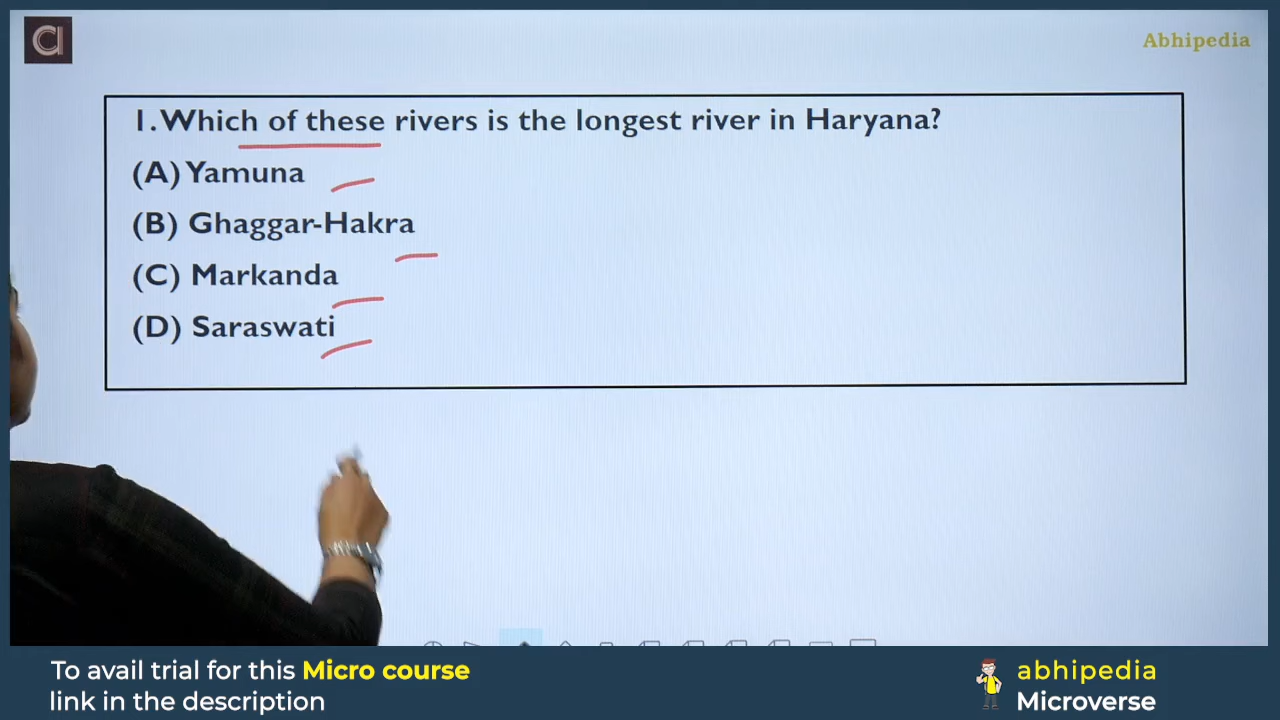 Abhipedia
1. Which of these rivers is the longest river in Haryana?
(A) Yamuna
(B) Ghaggar-Hakra
(C) Markanda
(D) Saraswati
To avail trial for this Micro course
link in the description
abhipedia
Microverse